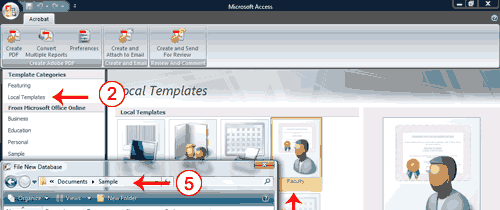 Microsoft Access
Acrobat
Create PDF
Convert Multiple Reports
Preferences
Create and Attach to Email
Create and Send For Review
Create Adobe PDF
Create and Email
Review And Comment
Template Categories
Featuring
Local Templates
2
From Microsoft Office Online
Business
Education
Personal
Sample
Local Templates
Local Templates
Faculty
File New Database
Documents
Sample
5
Organize
Views
New Folder